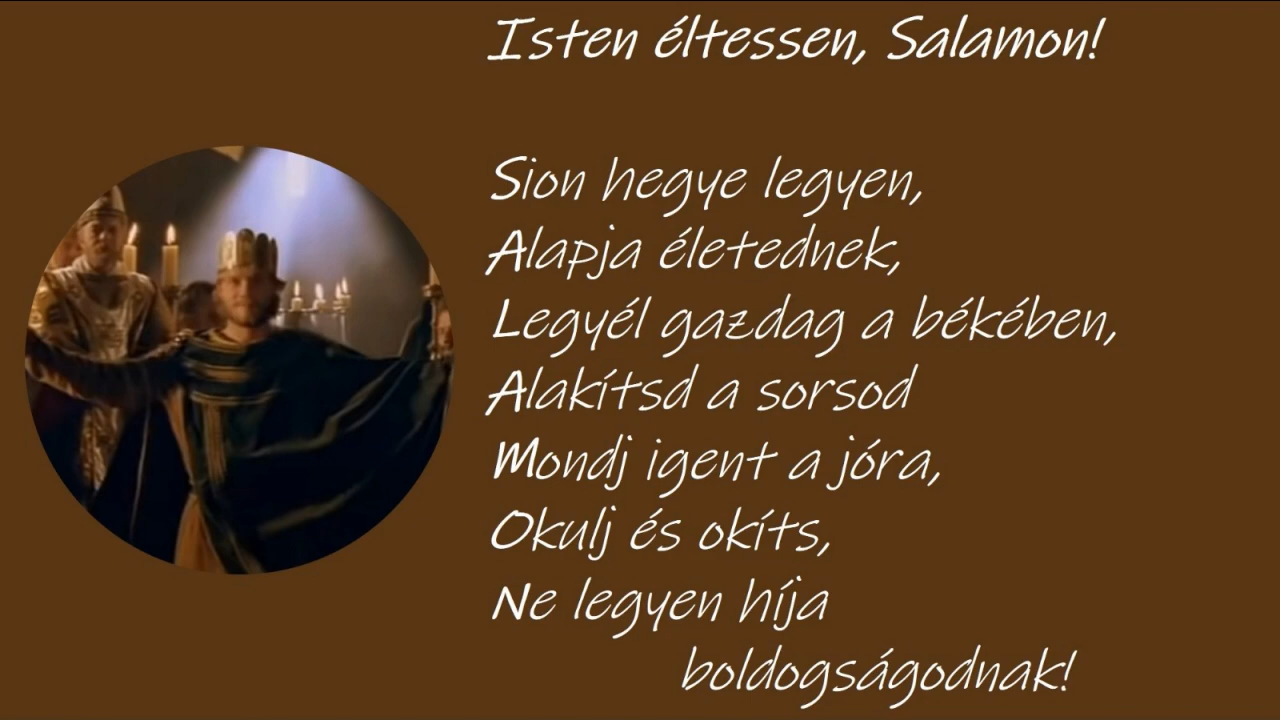 Isten éltessen, Salamon!
Sion hegye legyen,
Alapja életednek,
Legyél gazdag a békében,
Alakítsd a sorsod
Mondj igent a jóra,
Okulj és okíts,
Ne legyen híja
boldogságodnak!